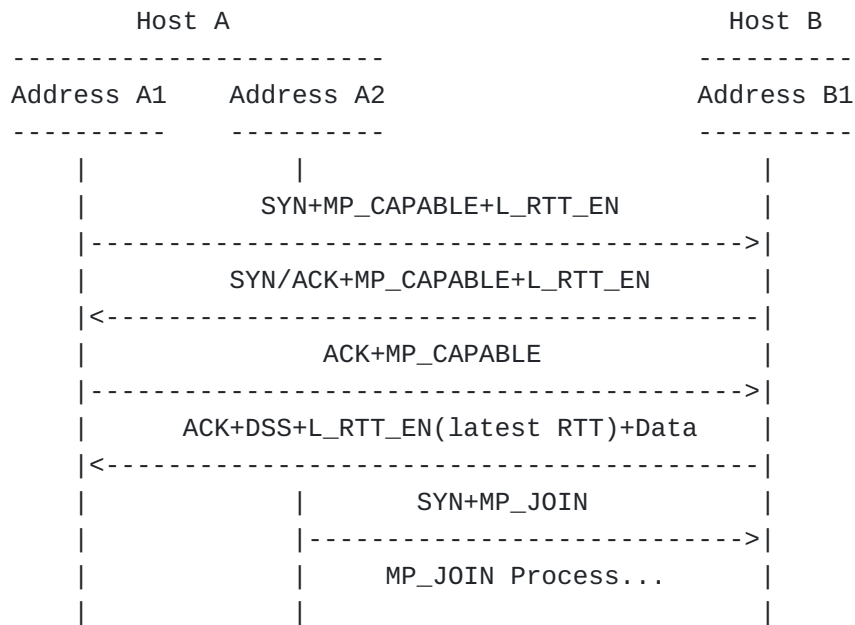 Host A                                Host B
------------------------                    ----------
Address A1    Address A2                    Address B1
----------    ----------                    ----------
    |             |                             |
    |           SYN+MP_CAPABLE+L_RTT_EN         |
    |------------------------------------------>|
    |         SYN/ACK+MP_CAPABLE+L_RTT_EN       |
    |<------------------------------------------|
    |               ACK+MP_CAPABLE              |
    |------------------------------------------>|
    |      ACK+DSS+L_RTT_EN(latest RTT)+Data    |
    |<------------------------------------------|
    |             |       SYN+MP_JOIN           |
    |             |---------------------------->|
    |             |     MP_JOIN Process...      |
    |             |                             |